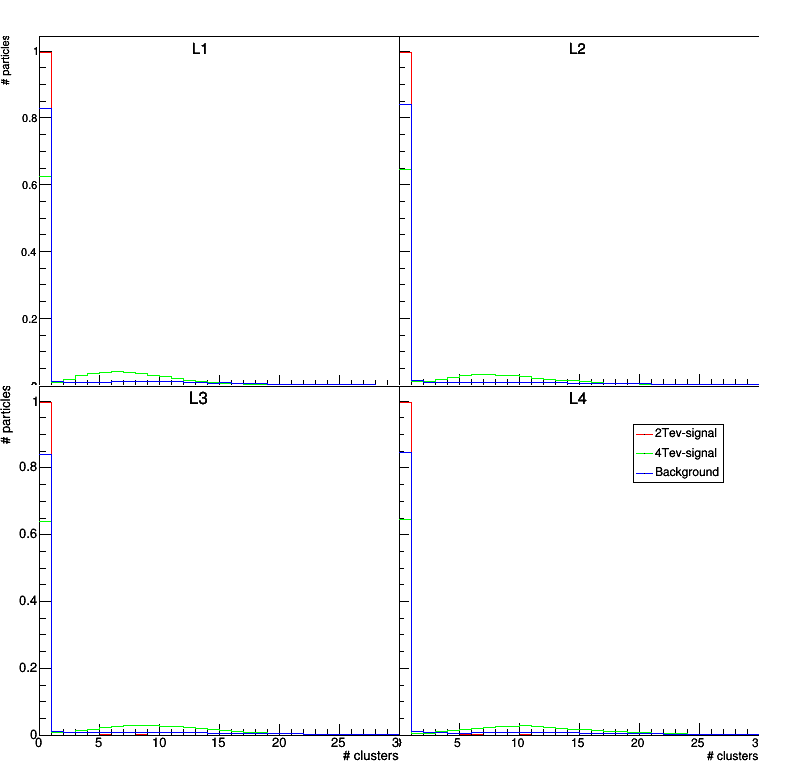 # particles
L1
L2
1
0.8
0.6
0.4
0.2
# particles
L3
L4
1
0.8
0.6
0.4
0.2
0
2Tev-signal
4Tev-signal
Background
0 5 10 15 20 25 5 10 15 20 25
# clusters
# clusters